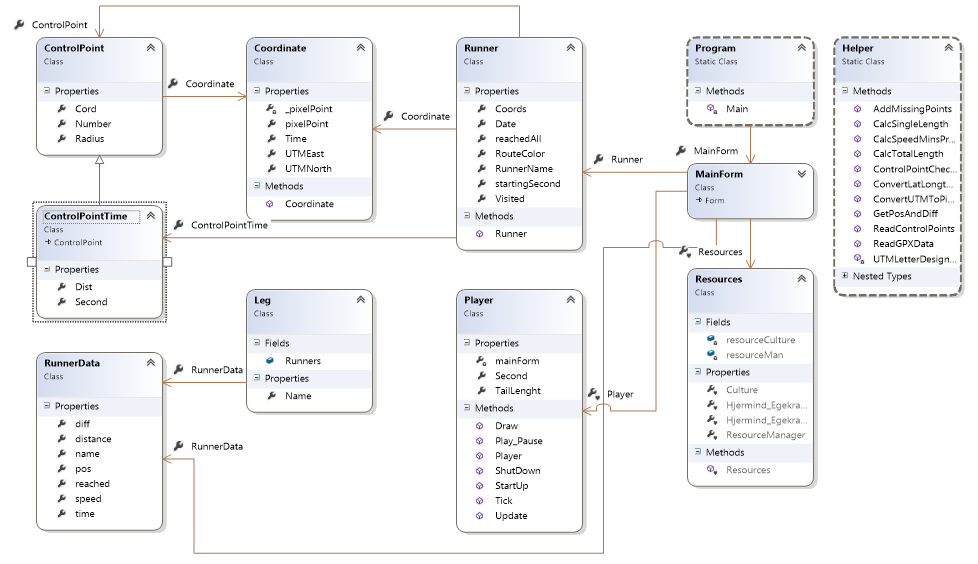 ControlPoint
ControlPoint
Class
Properties
Cord
Number
Radius
Coordinate
Coordinate
Class
Properties
_pixelPoint
pixelPoint
Time
UTMEast
UTMNorth
Methods
Coordinate
Coordinate
Runner
Class
Properties
Coords
Date
reachedAll
RouteColor
RunnerName
startingSecond
Visited
Methods
Runner
Runner
Program
Static Class
Methods
Main
MainForm
MainForm
Class
Form
Helper
Static Class
Methods
AddMissingPoints
CalcSingleLength
CalcSpeedMinsPr...
CalcTotalLength
ControlPointChec...
ConvertLatLongt...
ConvertUTMToPi...
GetPosAndDiff
ReadControlPoints
ReadGPXData
UTMLetterDesign...
Nested Types
ControlPointTime
Class
ControlPoint
Properties
Dist
Second
ControlPointTime
Resources
Resources
Class
Fields
resourceCulture
resourceMan
Properties
Culture
Hjermind_Egekra...
Hjermind_Egekra...
ResourceManager
Methods
Resources
Leg
Class
Fields
Runners
Properties
Name
Player
Class
Properties
mainForm
Second
TailLenght
Methods
Draw
Play_Pause
Player
ShutDown
StartUp
Tick
Update
Player
RunnerData
Class
Properties
diff
distance
name
pos
reached
speed
time
RunnerData
RunnerData